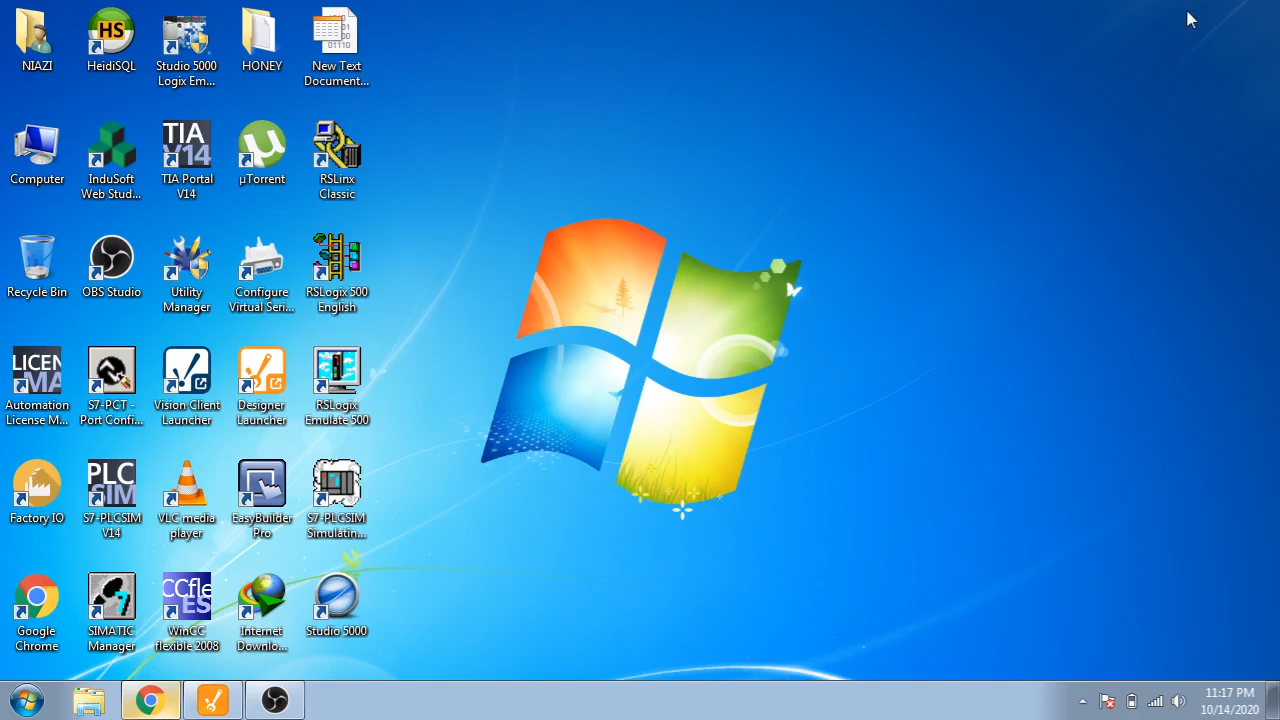 NIAZI
HS
HeidiSQL
Studio 5000
Logix Em...
HONEY
New Text
Document...
Computer
InduSoft
Web Stud...
TIA
V14
TIA Portal
V14
µ
µTorrent
RSLinx
Classic
Recycle Bin
OBS Studio
Utility
Manager
Configure
Virtual Seri...
RSLogix 500
English
LICEN
MA
Automation
License M...
S7-PCT -
Port Confi...
Vision Client
Launcher
Designer
Launcher
RSLogix
Emulate 500
Factory IO
PLC
SIM
S7-PLCSIM
V14
VLC media
player
EasyBuilder
Pro
S7-PLCSIM
Simulatin...
Google
Chrome
7
SIMATIC
Manager
CCfle
ES
WinCC
flexible 2008
Internet
Downlo...
Studio 5000
11:17 PM
10/14/2020